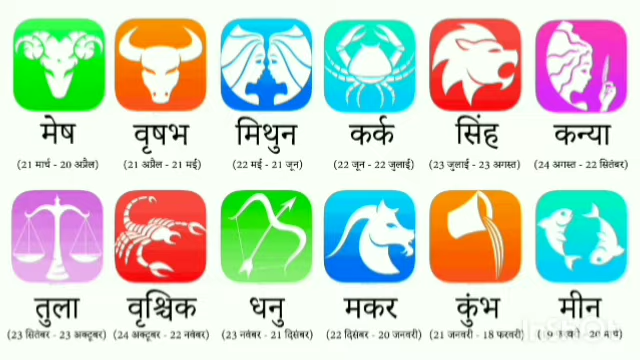 मेष वृषभ मिथुन कर्क सिंह कन्या
(21 मार्च - 20 अप्रैल) (21 अप्रैल - 21 मई) (22 मई - 21 जून) (22 जून - 22 जुलाई) (23 जुलाई - 23 अगस्त) (24 अगस्त - 22 सितंबर)
तुला वृश्चिक धनु मकर कुंभ मीन
(23 सितंबर - 23 अक्टूबर) (24 अक्टूबर - 22 नवंबर) (23 नवंबर - 21 दिसंबर) (22 दिसंबर - 20 जनवरी) (21 जनवरी - 18 फरवरी)